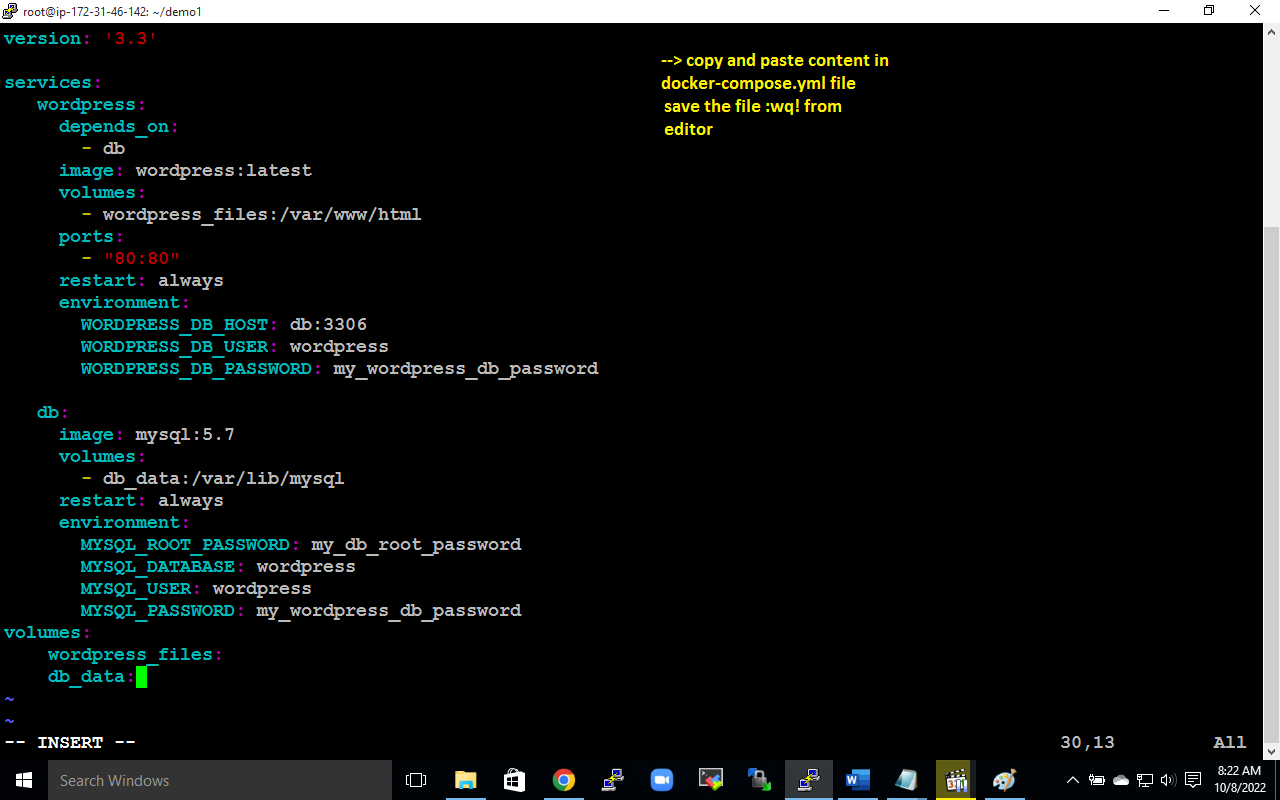 root@ip-172-31-46-142: ~/demo1
version: '3.3'
--> copy and paste content in
docker-compose.yml file
save the file :wq! from
editor
services:
   wordpress:
     depends_on:
       - db
     image: wordpress:latest
     volumes:
       - wordpress_files:/var/www/html
     ports:
       - "80:80"
     restart: always
     environment:
       WORDPRESS_DB_HOST: db:3306
       WORDPRESS_DB_USER: wordpress
       WORDPRESS_DB_PASSWORD: my_wordpress_db_password
   db:
     image: mysql:5.7
     volumes:
       - db_data:/var/lib/mysql
     restart: always
     environment:
       MYSQL_ROOT_PASSWORD: my_db_root_password
       MYSQL_DATABASE: wordpress
       MYSQL_USER: wordpress
       MYSQL_PASSWORD: my_wordpress_db_password
volumes:
    wordpress_files:
    db_data:
~
~
-- INSERT -- 30,13 All
Search Windows
8:22 AM
10/8/2022